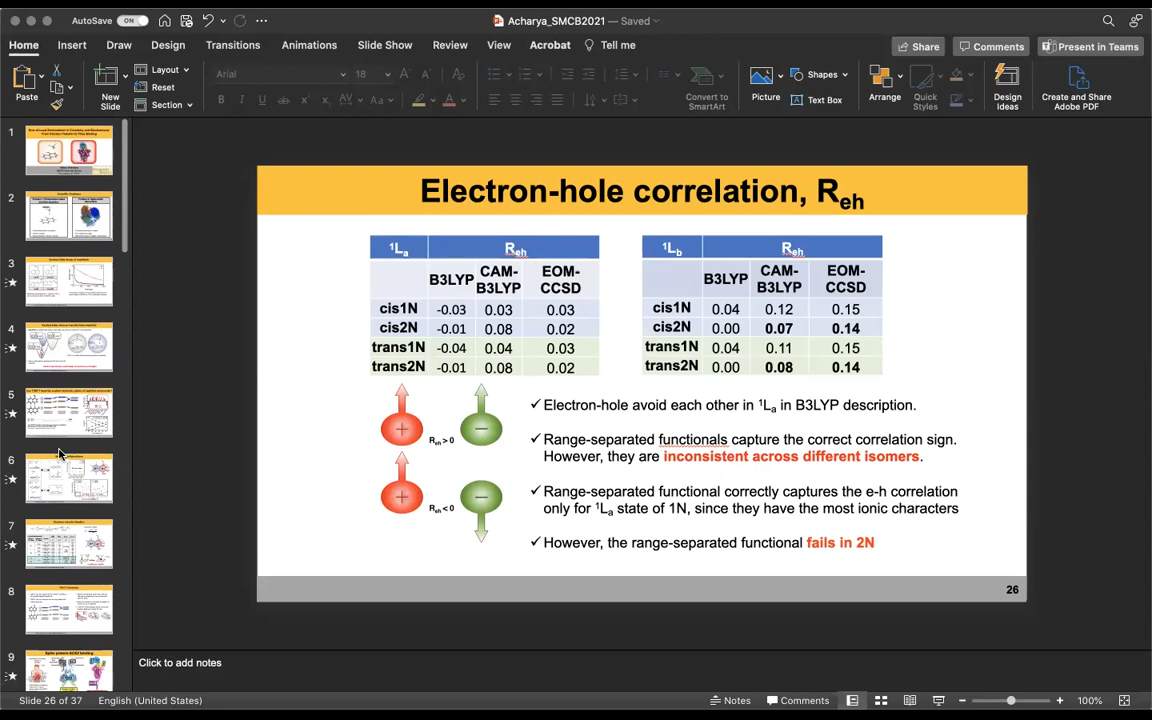 AutoSave ON
Acharya_SMCB2021 — Saved
Home Insert Draw Design Transitions Animations Slide Show Review View Acrobat Tell me
Share Comments Present in Teams
Paste
New Slide
Layout
Reset
Section
Arial 18
Convert to SmartArt
Picture
Shapes
Text Box
Arrange
Quick Styles
Design Ideas
Create and Share Adobe PDF
1
2
3
4
5
6
7
8
9
Electron-hole correlation, Reh
1La Reh
B3LYP CAM-B3LYP EOM-CCSD
cis1N -0.03 0.03 0.03
cis2N -0.01 0.08 0.02
trans1N -0.04 0.04 0.03
trans2N -0.01 0.08 0.02
1Lb Reh
B3LYP CAM-B3LYP EOM-CCSD
cis1N 0.04 0.12 0.15
cis2N 0.00 0.07 0.14
trans1N 0.04 0.11 0.15
trans2N 0.00 0.08 0.14
Reh > 0
Reh < 0
✓ Electron-hole avoid each other in 1La in B3LYP description.
✓ Range-separated functionals capture the correct correlation sign.
However, they are inconsistent across different isomers.
✓ Range-separated functional correctly captures the e-h correlation
only for 1La state of 1N, since they have the most ionic characters
✓ However, the range-separated functional fails in 2N
26
Click to add notes
Slide 26 of 37 English (United States) Notes Comments 100%